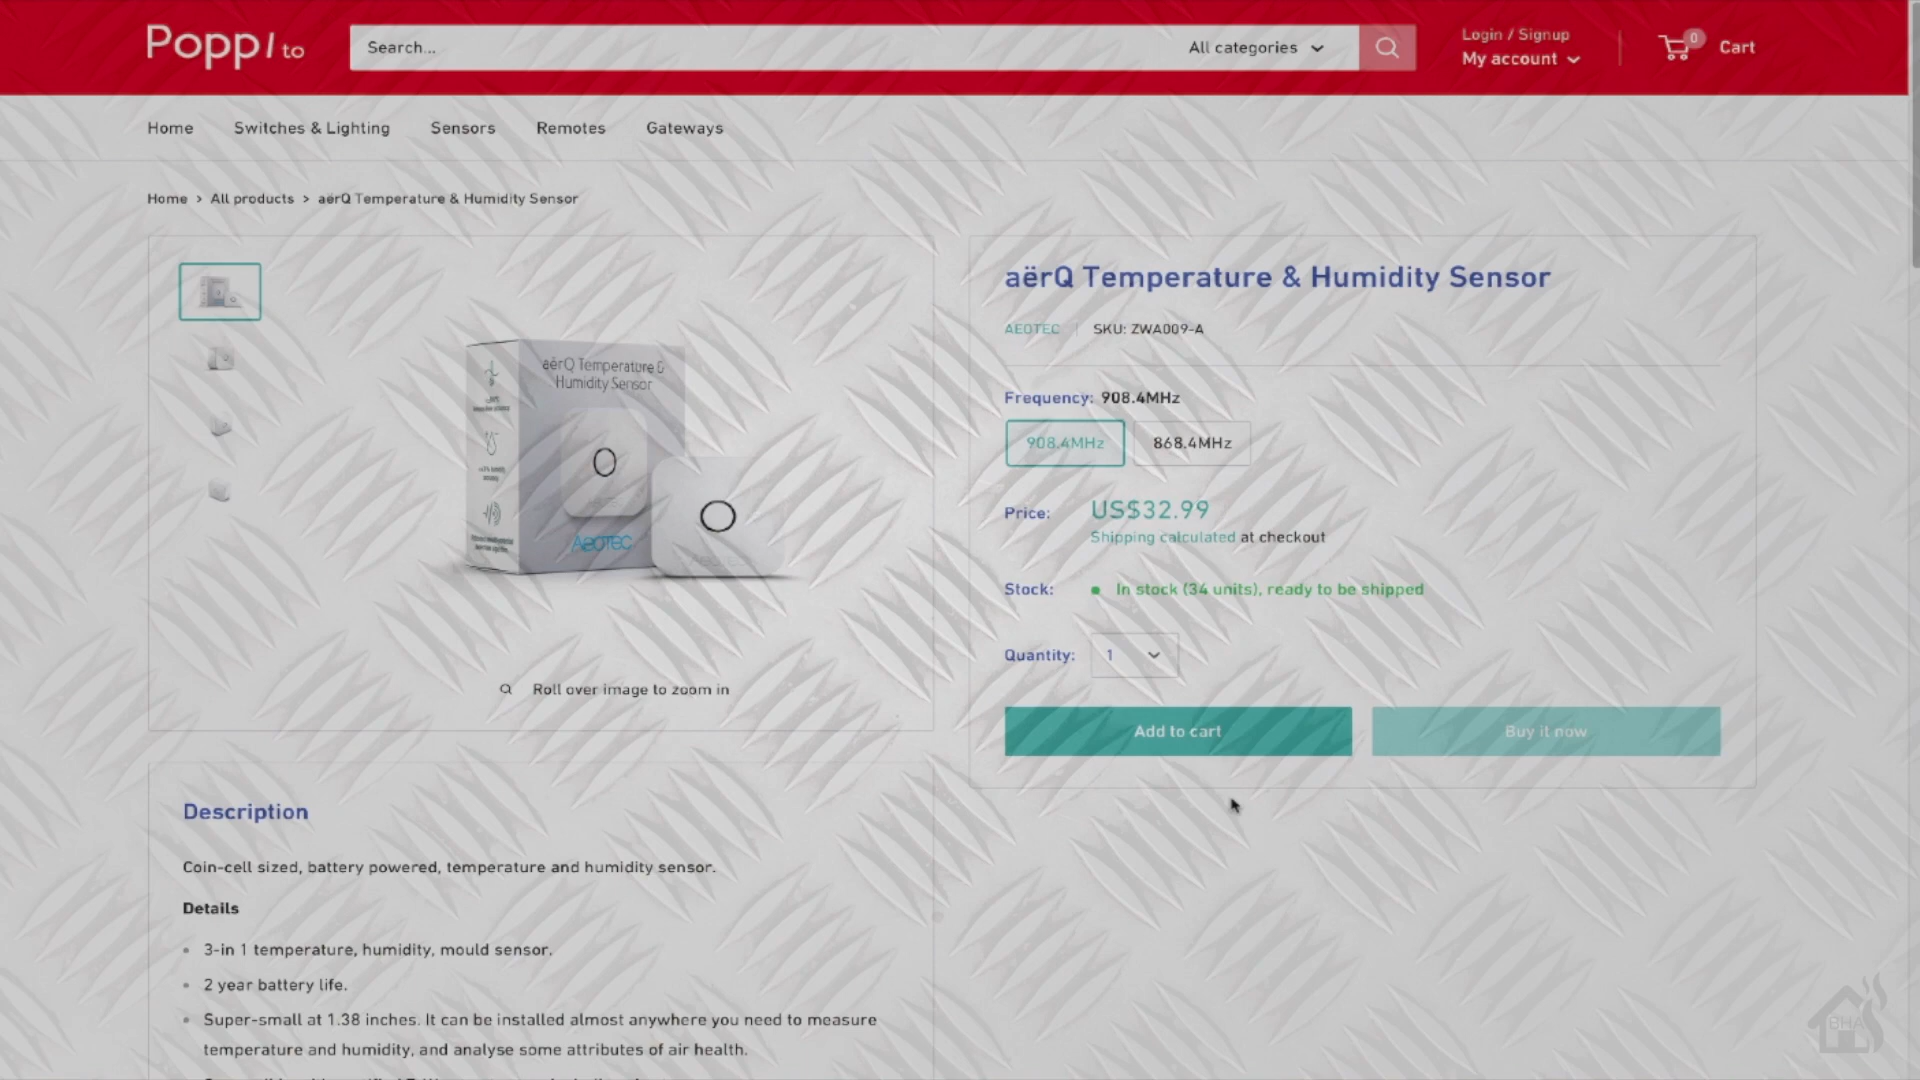 Popp / to
Search...
All categories
Login / Signup
My account
0
Cart
Home
Switches & Lighting
Sensors
Remotes
Gateways
Home > All products > aërQ Temperature & Humidity Sensor
aërQ Temperature &
Humidity Sensor
AEOTEC
Roll over image to zoom in
aërQ Temperature & Humidity Sensor
AEOTEC
SKU: ZWA009-A
Frequency: 908.4MHz
908.4MHz
868.4MHz
Price:
US$32.99
Shipping calculated at checkout
Stock:
In stock (34 units), ready to be shipped
Quantity:
1
Add to cart
Buy it now
Description
Coin-cell sized, battery powered, temperature and humidity sensor.
Details
3-in 1 temperature, humidity, mould sensor.
2 year battery life.
Super-small at 1.38 inches. It can be installed almost anywhere you need to measure
temperature and humidity, and analyse some attributes of air health.
BHA